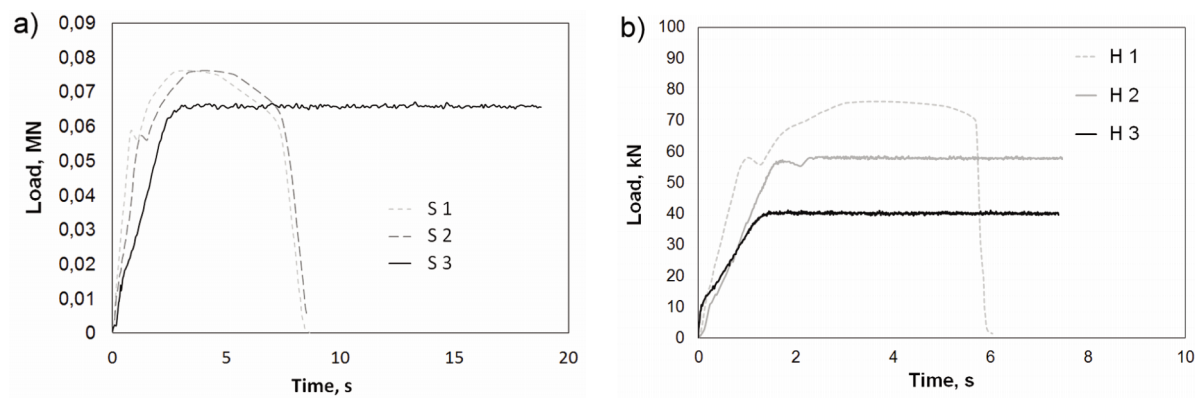 a)
Load, MN
0,09
0,08
0,07
0,06
0,05
0,04
0,03
0,02
0,01
0
0 5 10 15 20
Time, s
S 1
S 2
S 3
b)
Load, kN
100
90
80
70
60
50
40
30
20
10
0
0 2 4 6 8 10
Time, s
H 1
H 2
H 3